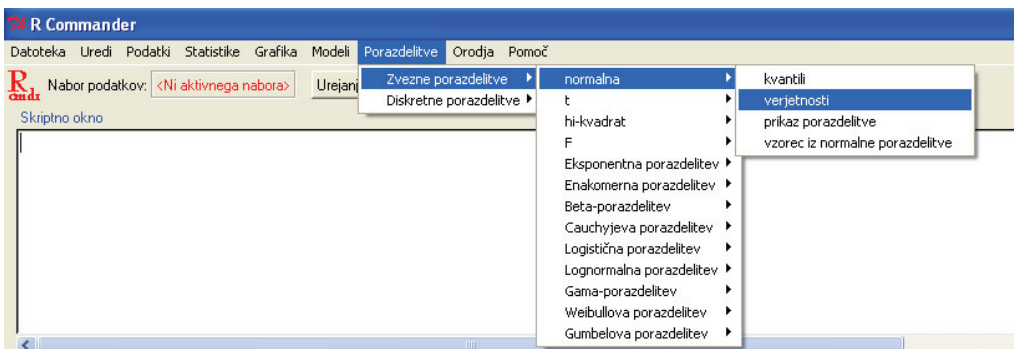 R Commander
Datoteka Uredi Podatki Statistike Grafika Modeli Porazdelitve Orodja Pomoč
R cmdr Nabor podatkov: <Ni aktivnega nabora> Urejanj
Zvezne porazdelitve
Diskretne porazdelitve
normalna
t
hi-kvadrat
F
Eksponentna porazdelitev
Enakomerna porazdelitev
Beta-porazdelitev
Cauchyjeva porazdelitev
Logistična porazdelitev
Lognormalna porazdelitev
Gama-porazdelitev
Weibullova porazdelitev
Gumbelova porazdelitev
kvantili
verjetnosti
prikaz porazdelitve
vzorec iz normalne porazdelitve
Skriptno okno